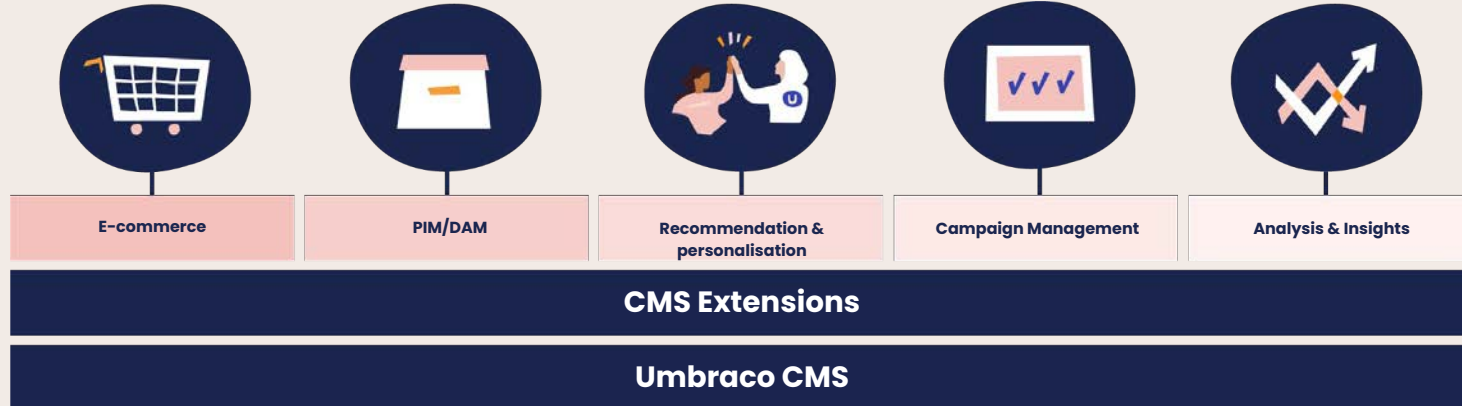 U
E-commerce
PIM/DAM
Recommendation &
personalisation
Campaign Management
Analysis & Insights
CMS Extensions
Umbraco CMS